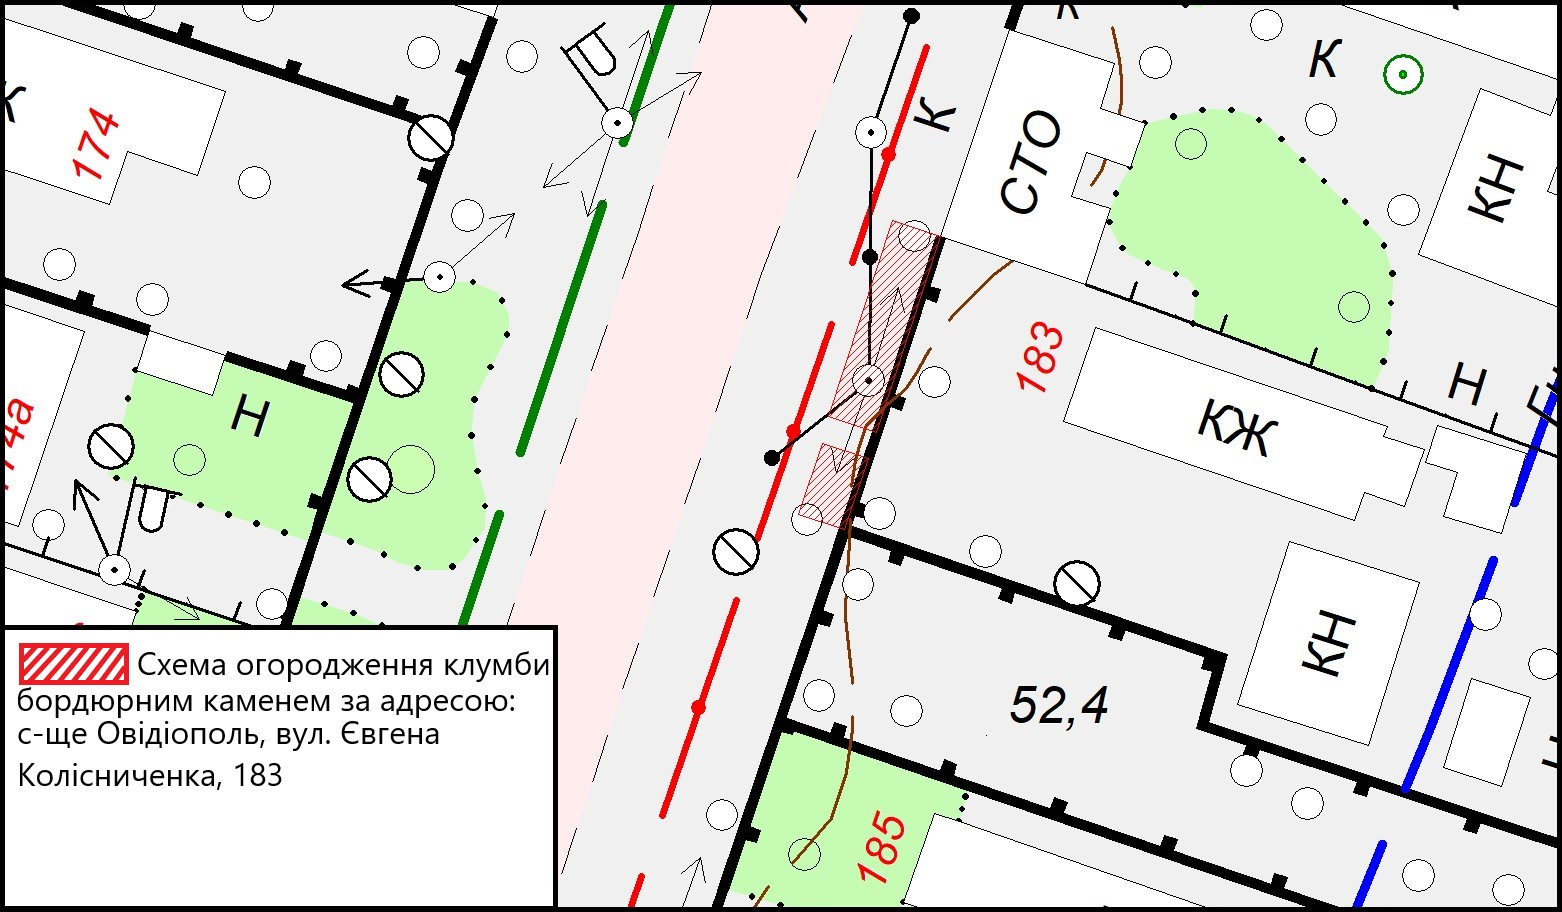 К
К
К
174
К
СТО
КН
183
Н
Н
КЖ
КН
52,4
185
Схема огородження клумби
бордюрним каменем за адресою:
с-ще Овідіополь, вул. Євгена
Колісниченка, 183